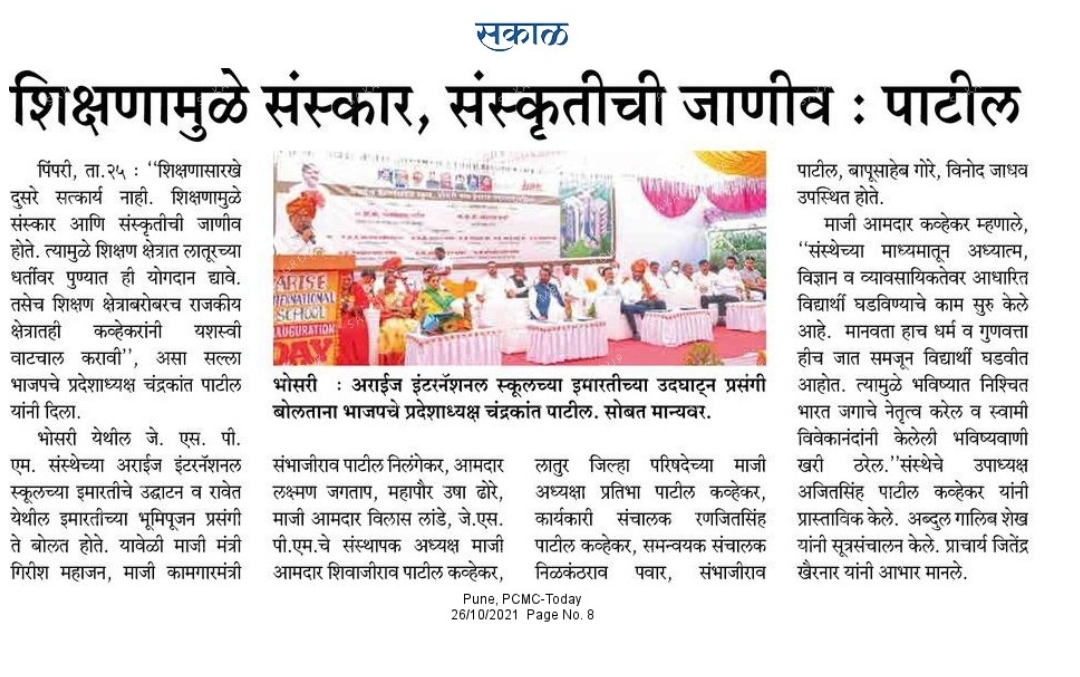 सकाळ
शिक्षणामुळे संस्कार, संस्कृतीची जाणीव : पाटील
पिंपरी, ता.२५ : ‘‘शिक्षणासारखे
दुसरे सत्कार्य नाही. शिक्षणामुळे
संस्कार आणि संस्कृतीची जाणीव
होते. त्यामुळे शिक्षण क्षेत्रात लातूरच्या
धर्तीवर पुण्यात ही योगदान द्यावे.
तसेच शिक्षण क्षेत्राबरोबरच राजकीय
क्षेत्रातही कव्हेकरांनी यशस्वी
वाटचाल करावी’’, असा सल्ला
भाजपचे प्रदेशाध्यक्ष चंद्रकांत पाटील
यांनी दिला.
भोसरी येथील जे. एस. पी.
एम. संस्थेच्या अराईज इंटरनॅशनल
स्कूलच्या इमारतीचे उद्घाटन व रावेत
येथील इमारतीच्या भूमिपूजन प्रसंगी
ते बोलत होते. यावेळी माजी मंत्री
गिरीश महाजन, माजी कामगारमंत्री
ARISE
INTERNATIONAL
SCHOOL
INAUGURATION
DAY
भोसरी : अराईज इंटरनॅशनल स्कूलच्या इमारतीच्या उदघाट्न प्रसंगी
बोलताना भाजपचे प्रदेशाध्यक्ष चंद्रकांत पाटील. सोबत मान्यवर.
संभाजीराव पाटील निलंगेकर, आमदार
लक्ष्मण जगताप, महापौर उषा ढोरे,
माजी आमदार विलास लांडे, जे.एस.
पी.एम.चे संस्थापक अध्यक्ष माजी
आमदार शिवाजीराव पाटील कव्हेकर,
लातुर जिल्हा परिषदेच्या माजी
अध्यक्षा प्रतिभा पाटील कव्हेकर,
कार्यकारी संचालक रणजितसिंह
पाटील कव्हेकर, समन्वयक संचालक
निळकंठराव पवार, संभाजीराव
पाटील, बापूसाहेब गोरे, विनोद जाधव
उपस्थित होते.
माजी आमदार कव्हेकर म्हणाले,
‘‘संस्थेच्या माध्यमातून अध्यात्म,
विज्ञान व व्यावसायिकतेवर आधारित
विद्यार्थी घडविण्याचे काम सुरु केले
आहे. मानवता हाच धर्म व गुणवत्ता
हीच जात समजून विद्यार्थी घडवीत
आहोत. त्यामुळे भविष्यात निश्चित
भारत जगाचे नेतृत्व करेल व स्वामी
विवेकानंदांनी केलेली भविष्यवाणी
खरी ठरेल.’’संस्थेचे उपाध्यक्ष
अजितसिंह पाटील कव्हेकर यांनी
प्रास्ताविक केले. अब्दुल गालिब शेख
यांनी सूत्रसंचालन केले. प्राचार्य जितेंद्र
खैरनार यांनी आभार मानले.
Pune, PCMC-Today
26/10/2021 Page No. 8